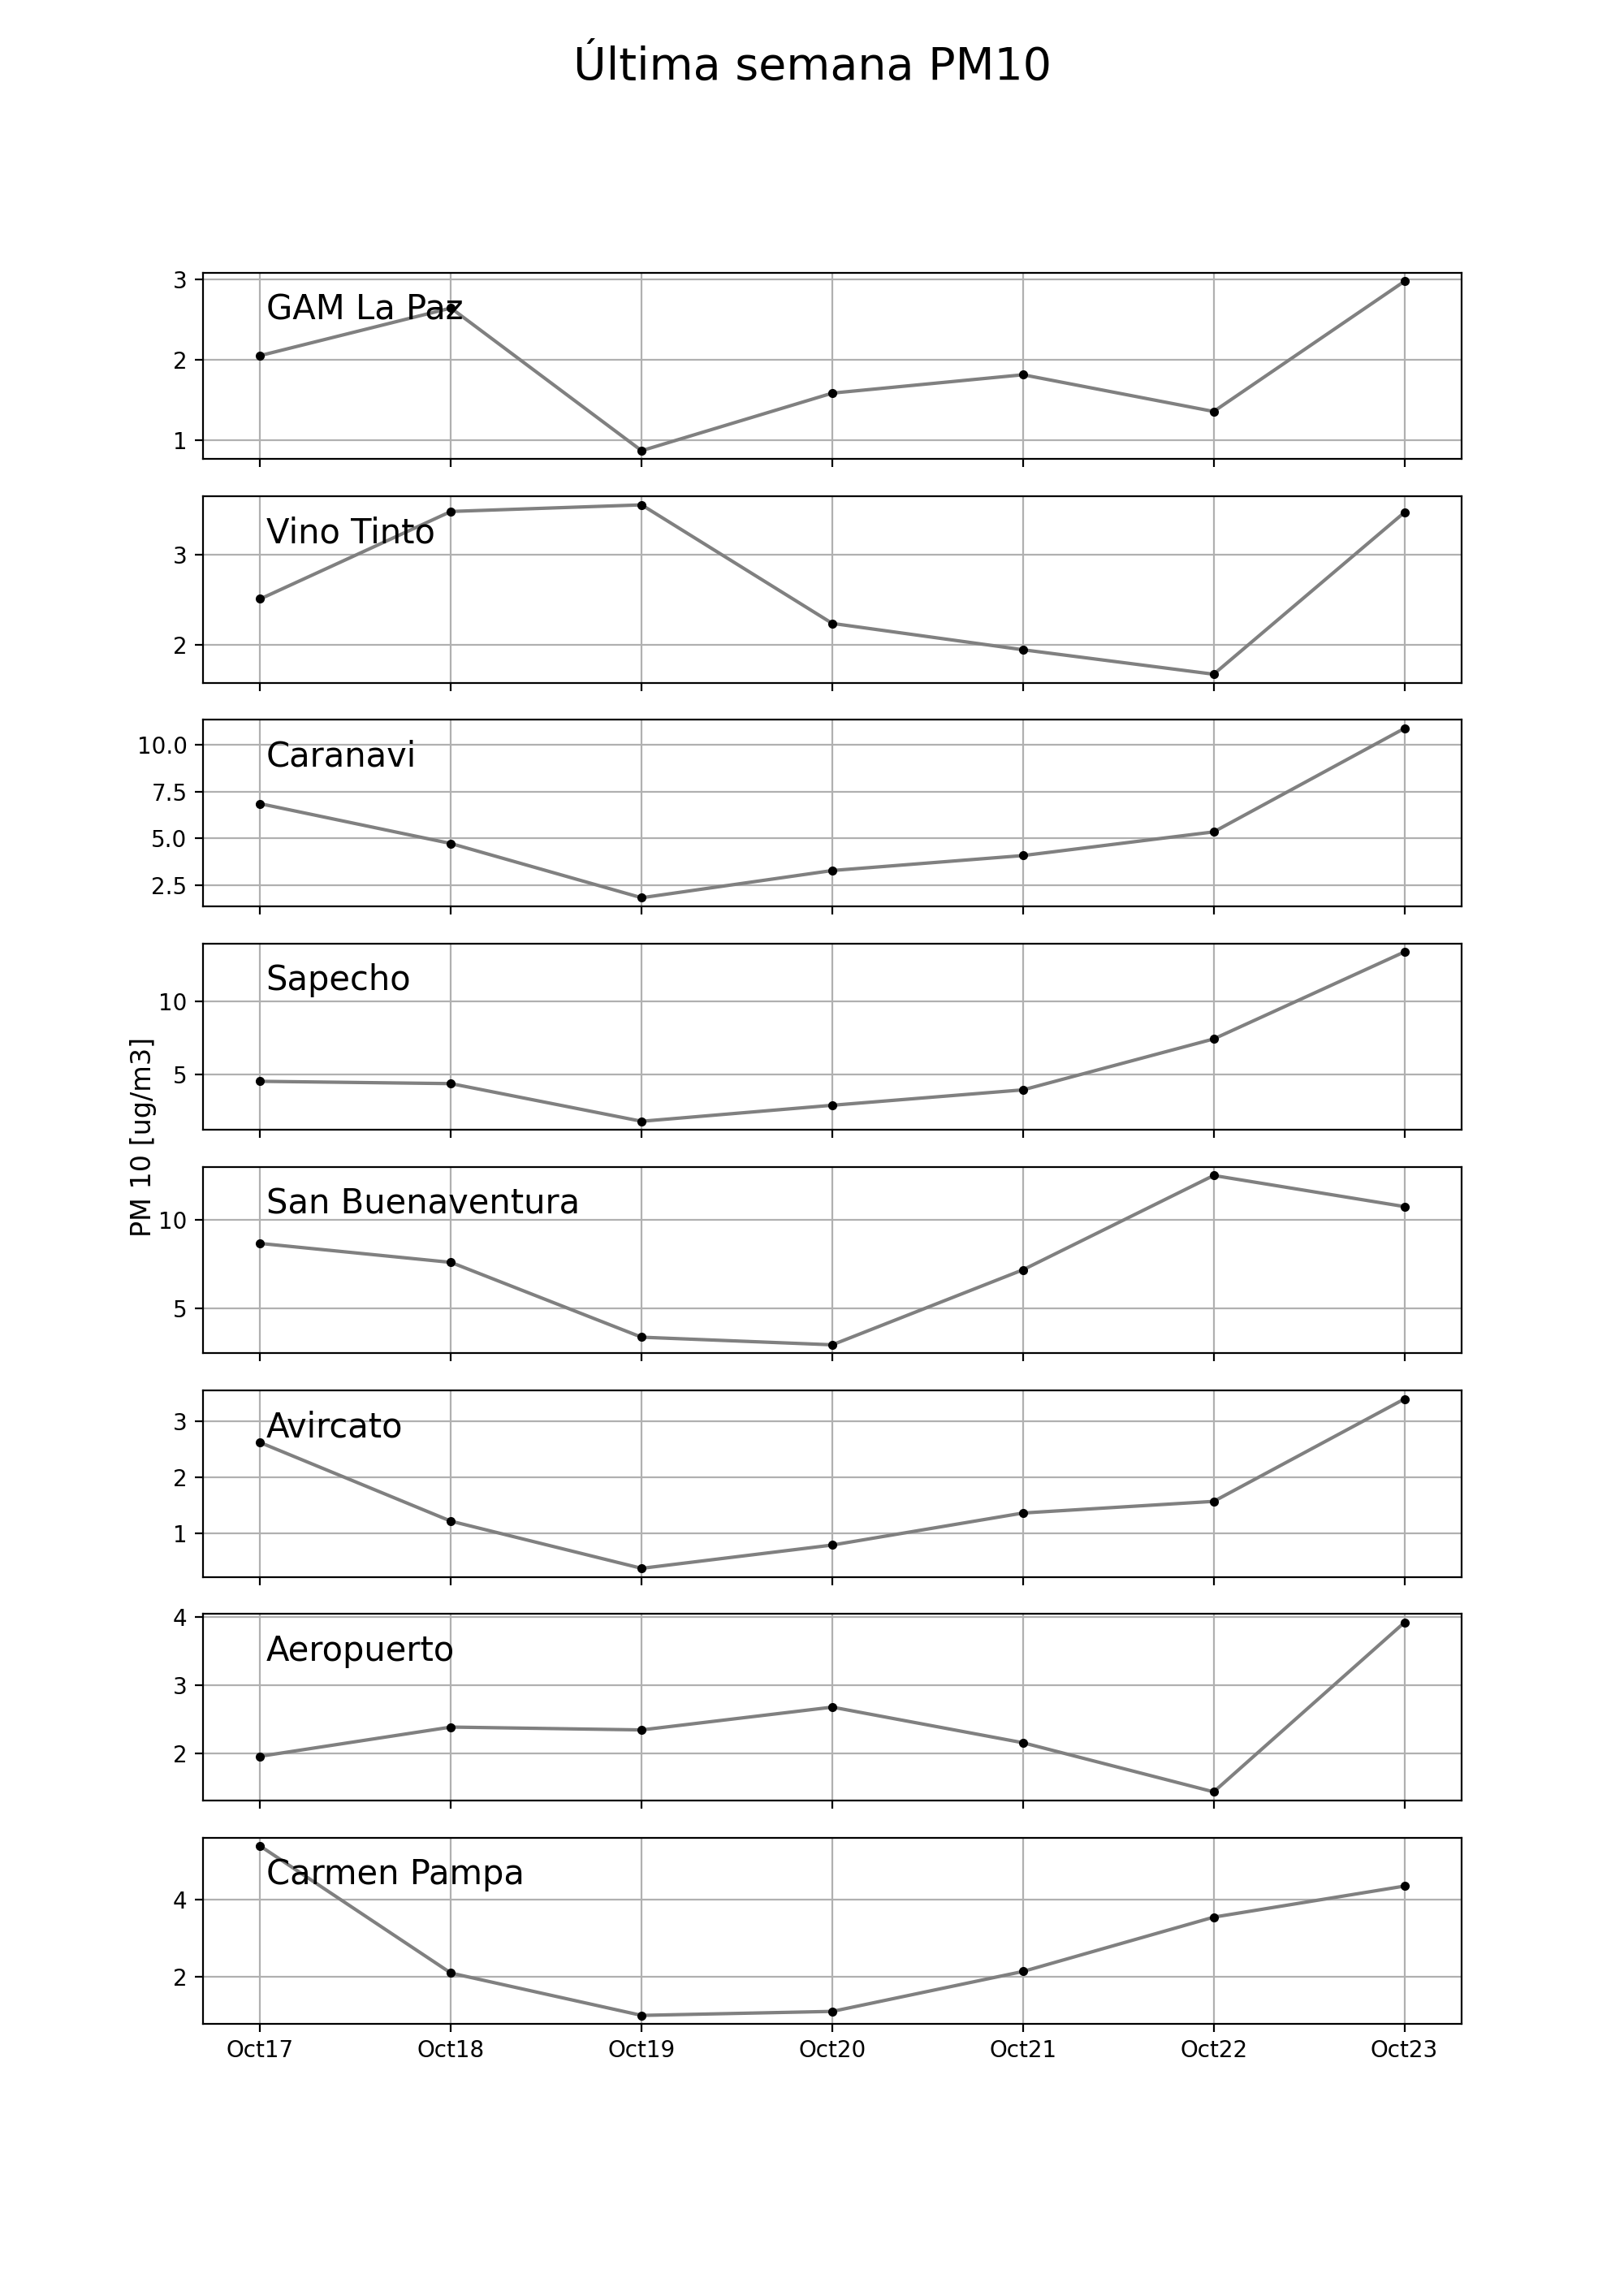 Última semana PM10
3
2
1
GAM La Paz
3
2
Vino Tinto
10.0
7.5
5.0
2.5
Caranavi
10
5
Sapecho
PM 10 [ug/m3]
10
5
San Buenaventura
3
2
1
Avircato
4
3
2
Aeropuerto
4
2
Carmen Pampa
Oct17 Oct18 Oct19 Oct20 Oct21 Oct22 Oct23